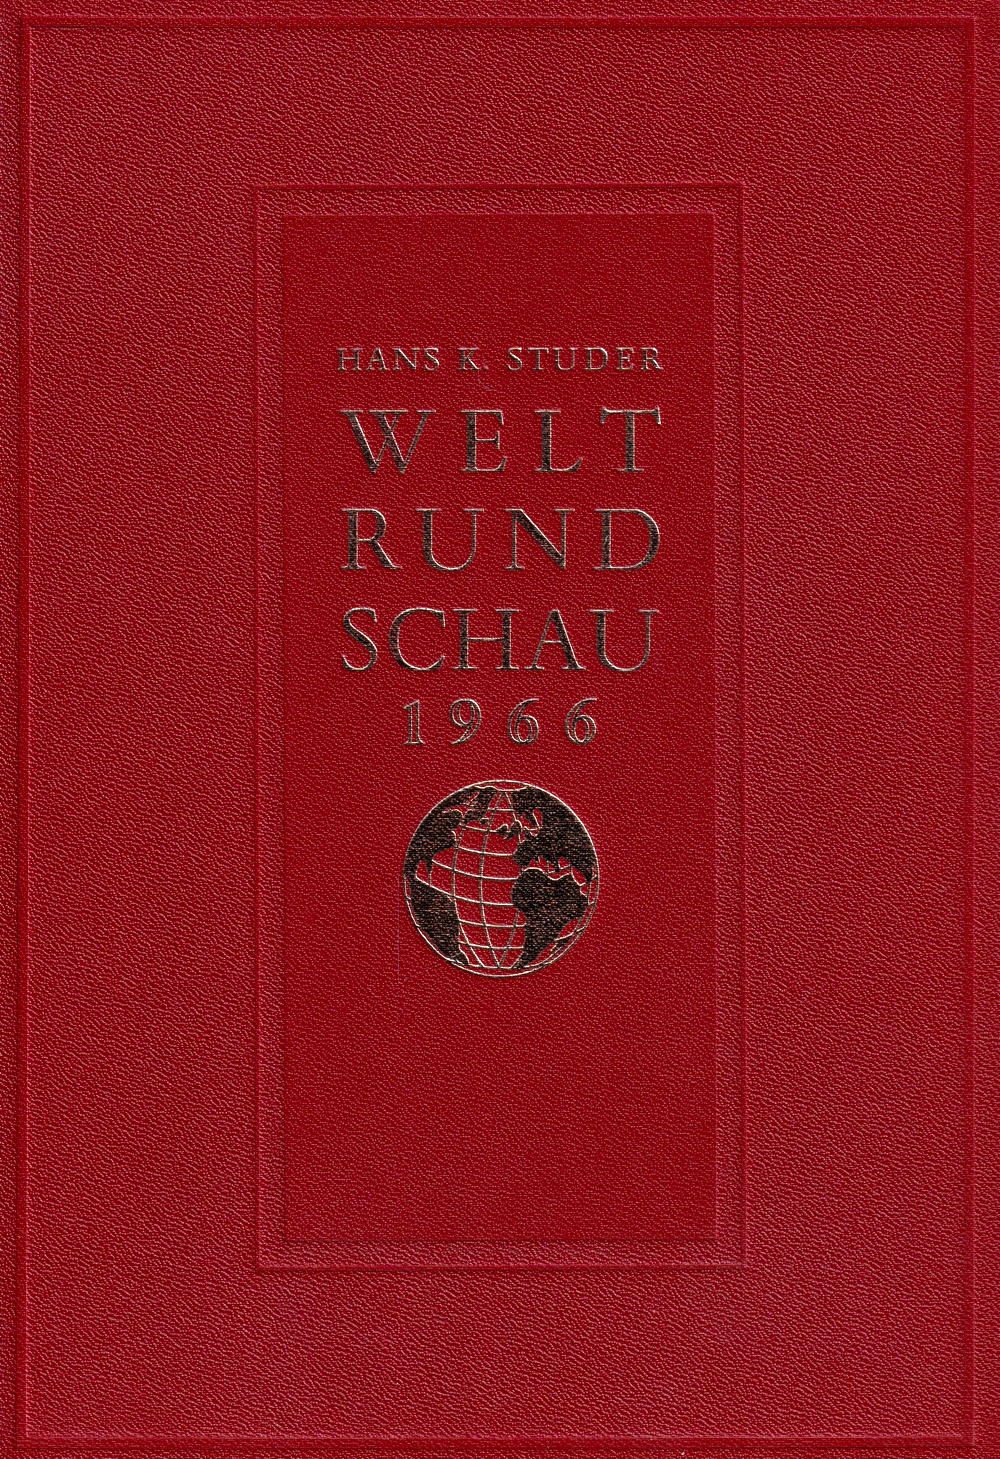 HANS K. STUDER
WELT
RUND
SCHAU
1966